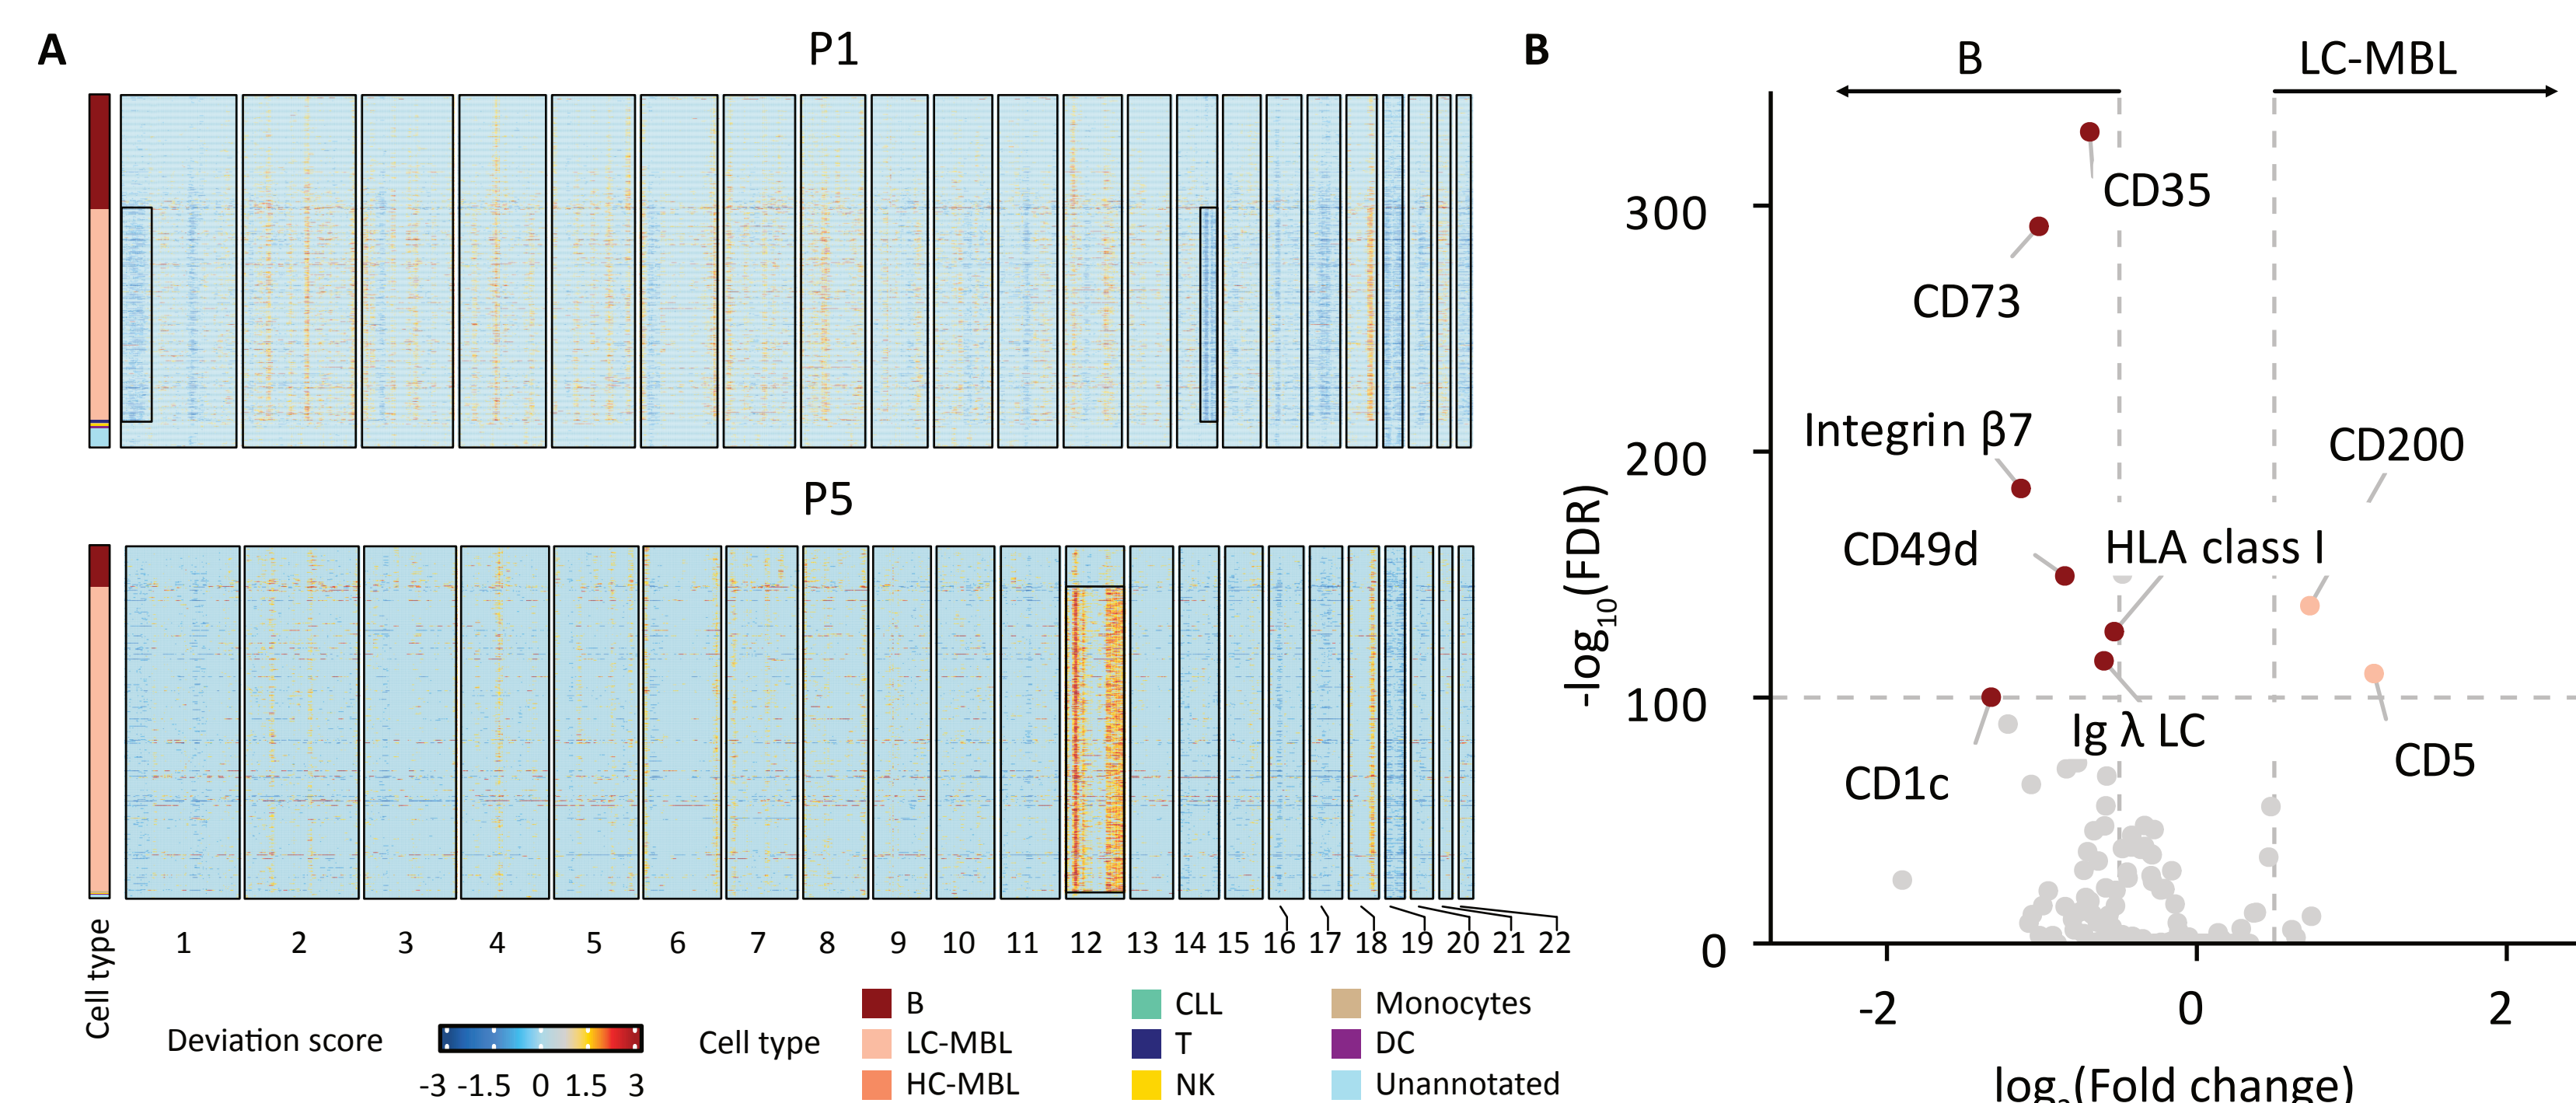 A
P1
P5
Cell type
1 2 3 4 5 6 7 8 9 10 11 12 13 14 15 16 17 18 19 20 21 22
Deviation score
-3 -1.5 0 1.5 3
Cell type
B
LC-MBL
HC-MBL
CLL
T
NK
Monocytes
DC
Unannotated
B
B
LC-MBL
CD35
CD73
Integrin β7
CD200
CD49d
HLA class I
Ig λ LC
CD1c
CD5
-log10(FDR)
300
200
100
0
-2 0 2
log2(Fold change)